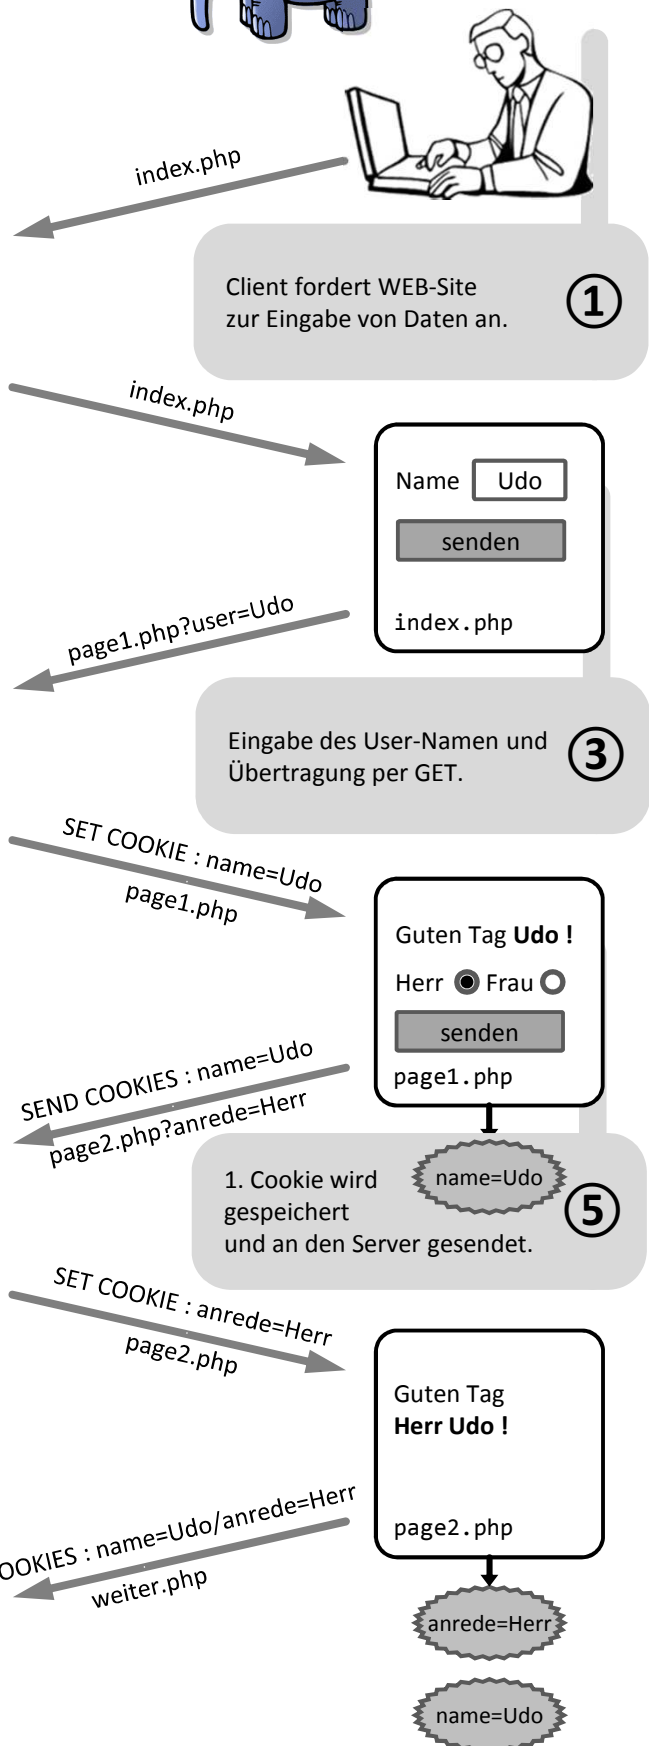 index.php
Client fordert WEB-Site
zur Eingabe von Daten an.
①
index.php
Name Udo
senden
index.php
page1.php?user=Udo
Eingabe des User-Namen und
Übertragung per GET.
③
SET COOKIE : name=Udo
page1.php
Guten Tag Udo !
Herr Frau
senden
page1.php
SEND COOKIES : name=Udo
page2.php?anrede=Herr
name=Udo
1. Cookie wird
gespeichert
und an den Server gesendet.
⑤
SET COOKIE : anrede=Herr
page2.php
Guten Tag
Herr Udo !
page2.php
OOKIES : name=Udo/anrede=Herr
weiter.php
anrede=Herr
name=Udo